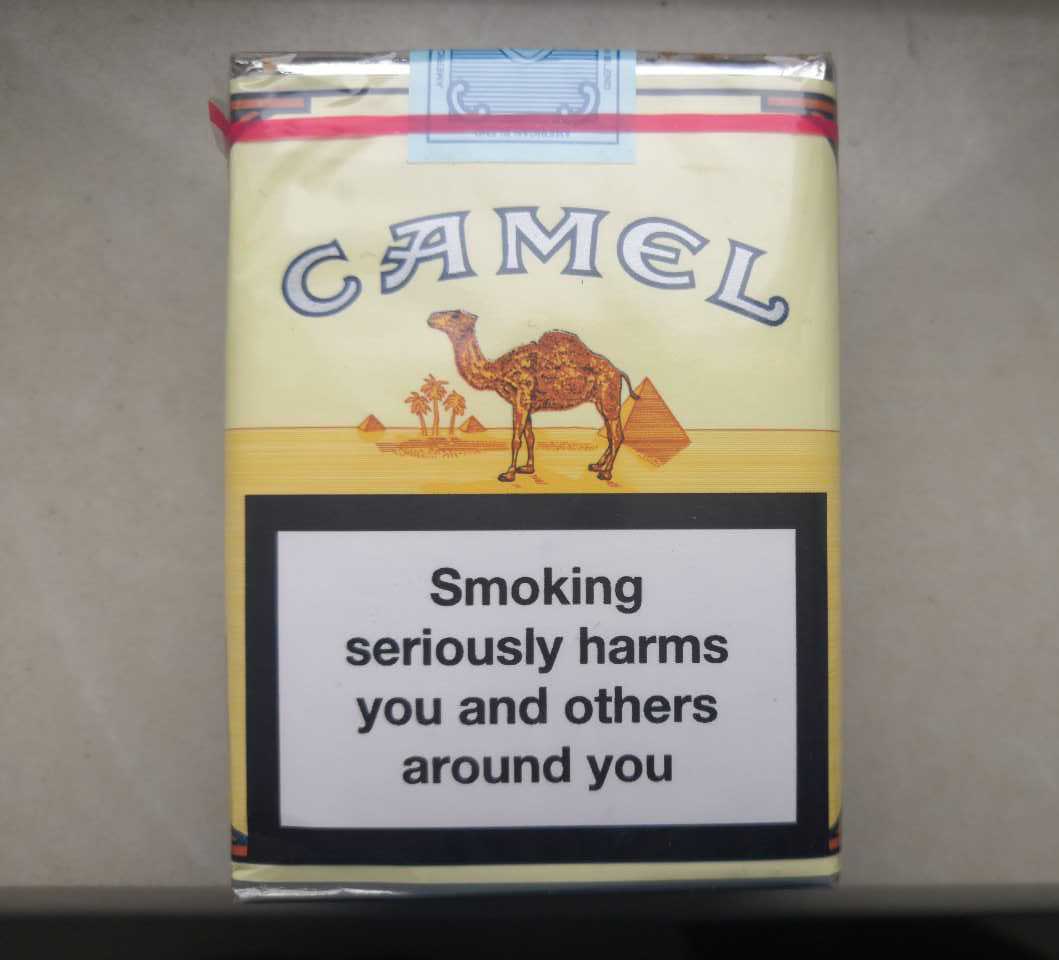 CAMEL
Smoking
seriously harms
you and others
around you